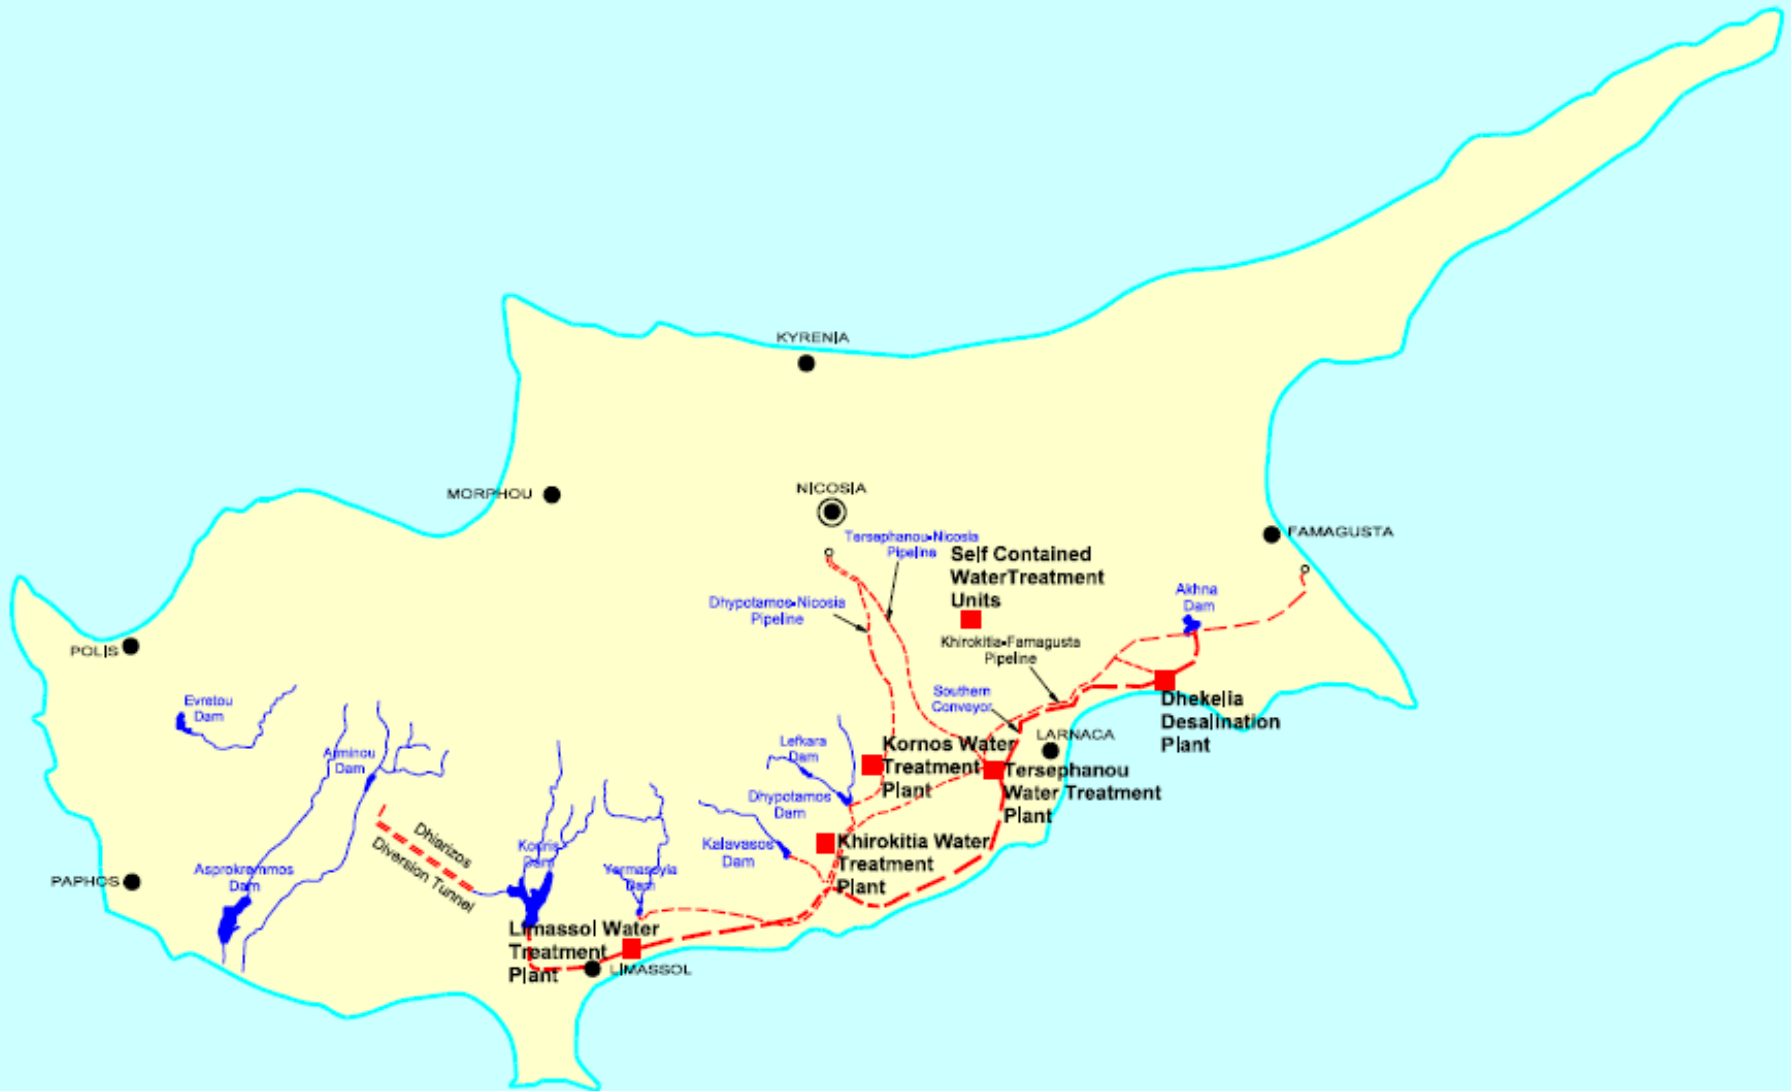 KYRENIA
MORPHOU
NICOSIA
FAMAGUSTA
Tersephanou-Nicosia
Pipeline
Self Contained
WaterTreatment
Units
Dhypotamos-Nicosia
Pipeline
Akhna
Dam
Khirokitia-Famagusta
Pipeline
POLIS
Evretou
Dam
Southern
Conveyor
Dhekelia
Desalination
Plant
LARNACA
Arminou
Dam
Lefkara
Dam
Kornos Water
Treatment
Plant
Tersephanou
Water Treatment
Plant
Dhypotamos
Dam
Dhiarizos
Diversion Tunnel
Kouris
Dam
Kalavasos
Dam
Khirokitia Water
Treatment
Plant
PAPHOS
Asprokremmos
Dam
Yermasoyia
Dam
Limassol Water
Treatment
Plant
LIMASSOL